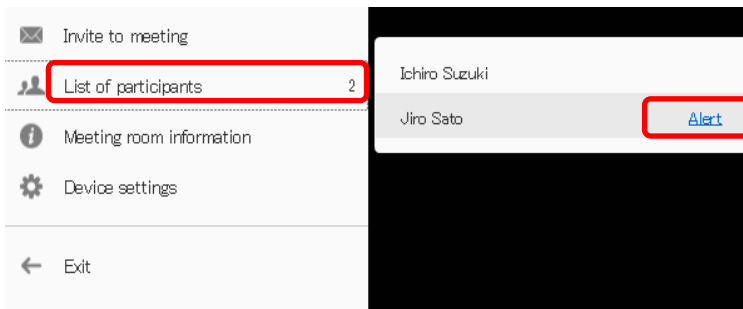 Invite to meeting
List of participants 2
Meeting room information
Device settings
Exit
Ichiro Suzuki
Jiro Sato Alert